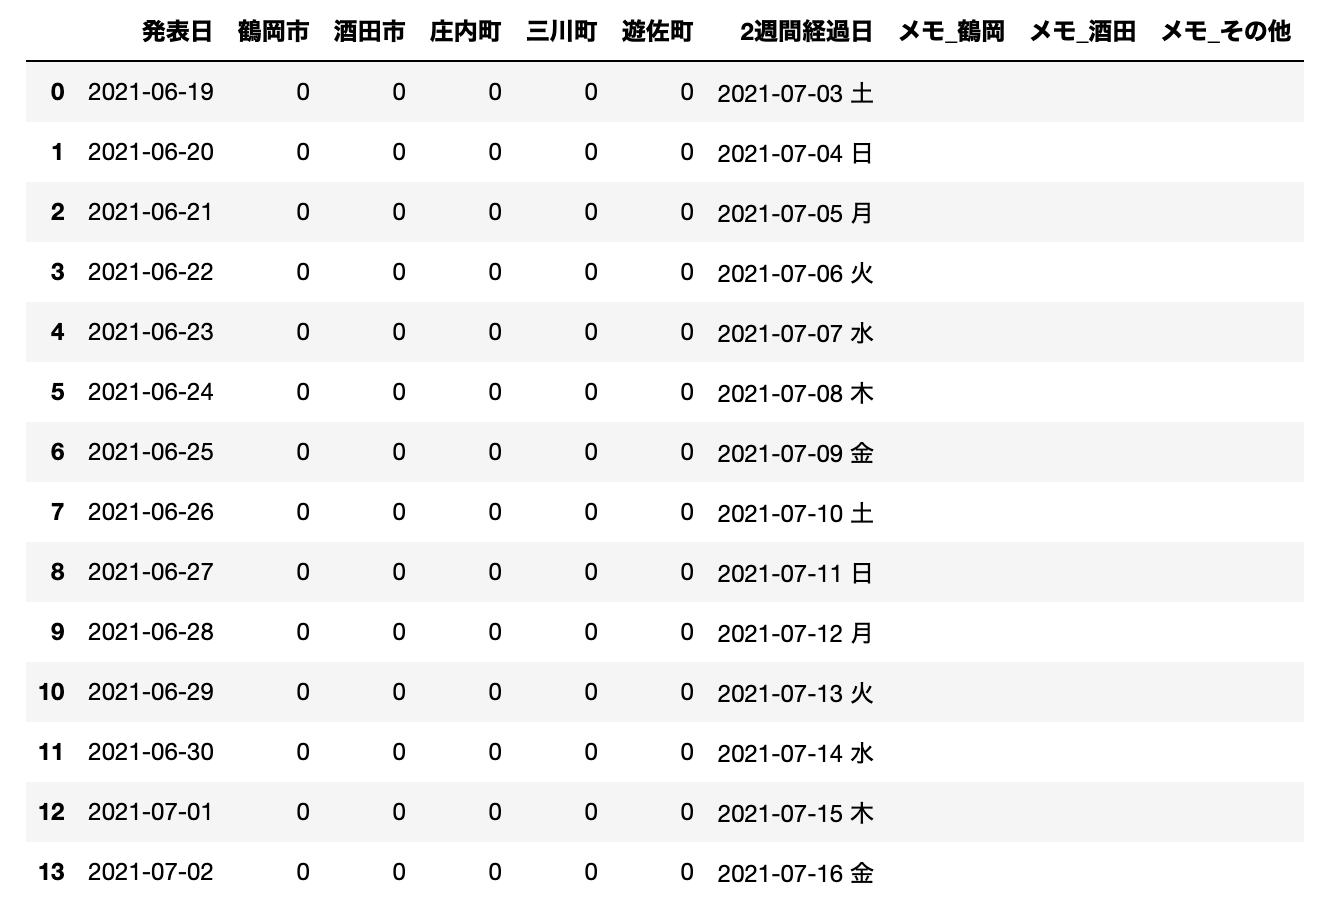 発表日 鶴岡市 酒田市 庄内町 三川町 遊佐町 2週間経過日 メモ_鶴岡 メモ_酒田 メモ_その他
0 2021-06-19 0 0 0 0 0 2021-07-03 土
1 2021-06-20 0 0 0 0 0 2021-07-04 日
2 2021-06-21 0 0 0 0 0 2021-07-05 月
3 2021-06-22 0 0 0 0 0 2021-07-06 火
4 2021-06-23 0 0 0 0 0 2021-07-07 水
5 2021-06-24 0 0 0 0 0 2021-07-08 木
6 2021-06-25 0 0 0 0 0 2021-07-09 金
7 2021-06-26 0 0 0 0 0 2021-07-10 土
8 2021-06-27 0 0 0 0 0 2021-07-11 日
9 2021-06-28 0 0 0 0 0 2021-07-12 月
10 2021-06-29 0 0 0 0 0 2021-07-13 火
11 2021-06-30 0 0 0 0 0 2021-07-14 水
12 2021-07-01 0 0 0 0 0 2021-07-15 木
13 2021-07-02 0 0 0 0 0 2021-07-16 金